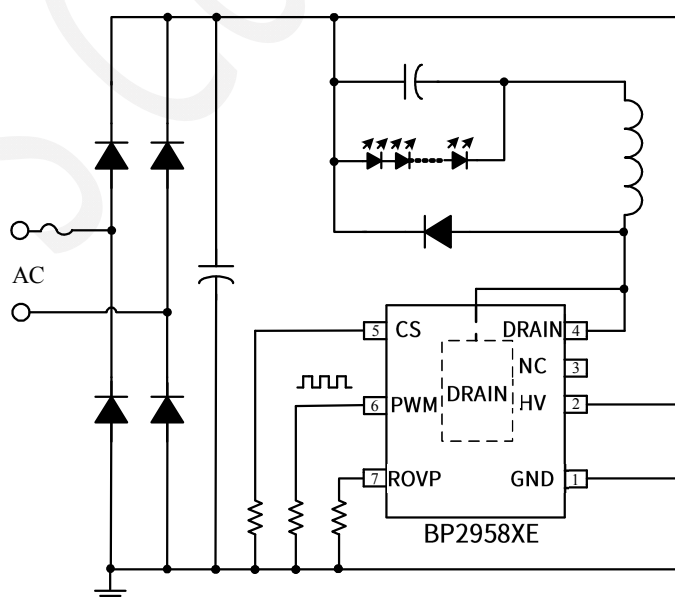 AC
5 CS
DRAIN 4
NC 3
6 PWM
DRAIN
HV 2
7 ROVP
GND 1
BP2958XE